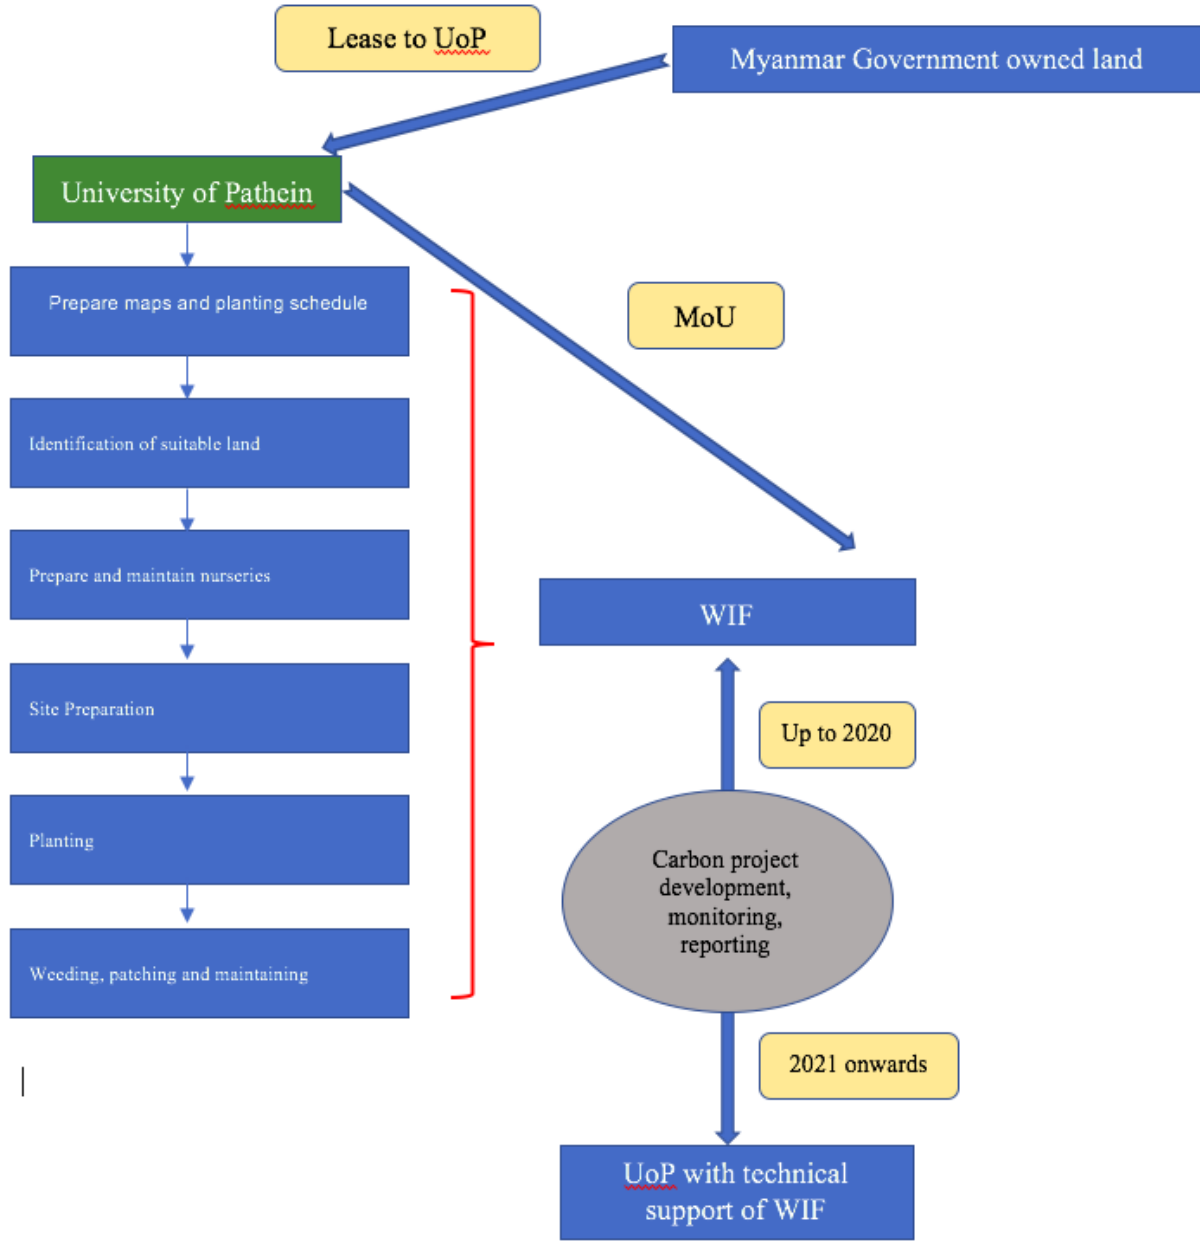 Lease to UoP
Myanmar Government owned land
University of Pathein
Prepare maps and planting schedule
MoU
Identification of suitable land
Prepare and maintain nurseries
WIF
Site Preparation
Up to 2020
Planting
Carbon project
development,
monitoring,
reporting
Weeding, patching and maintaining
2021 onwards
UoP with technical
support of WIF